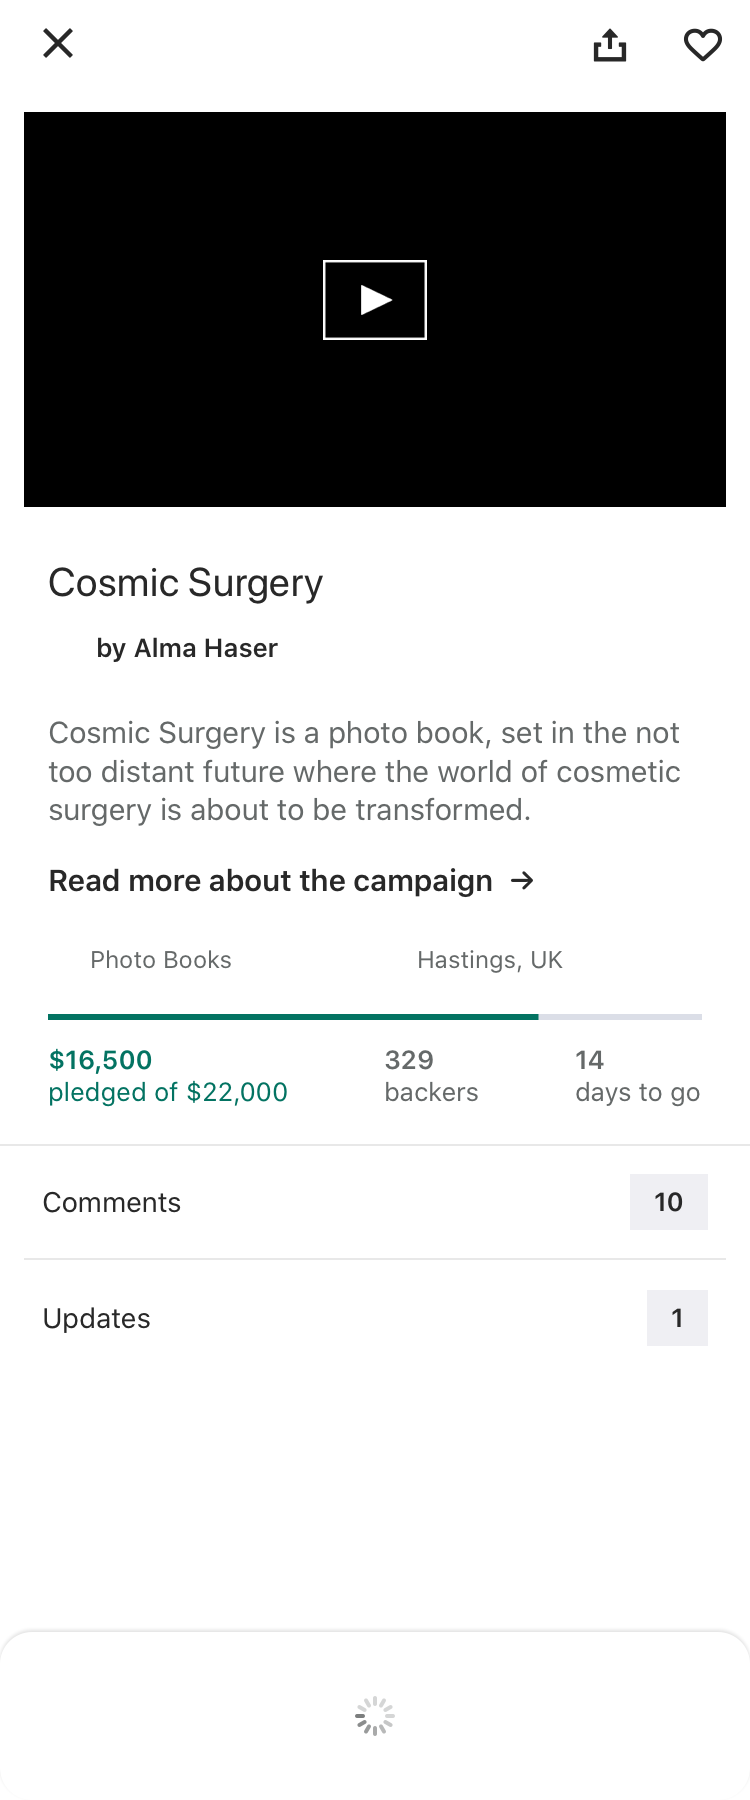 Cosmic Surgery
by Alma Haser
Cosmic Surgery is a photo book, set in the not
too distant future where the world of cosmetic
surgery is about to be transformed.
Read more about the campaign →
Photo Books
Hastings, UK
$16,500
pledged of $22,000
329
backers
14
days to go
Comments
10
Updates
1